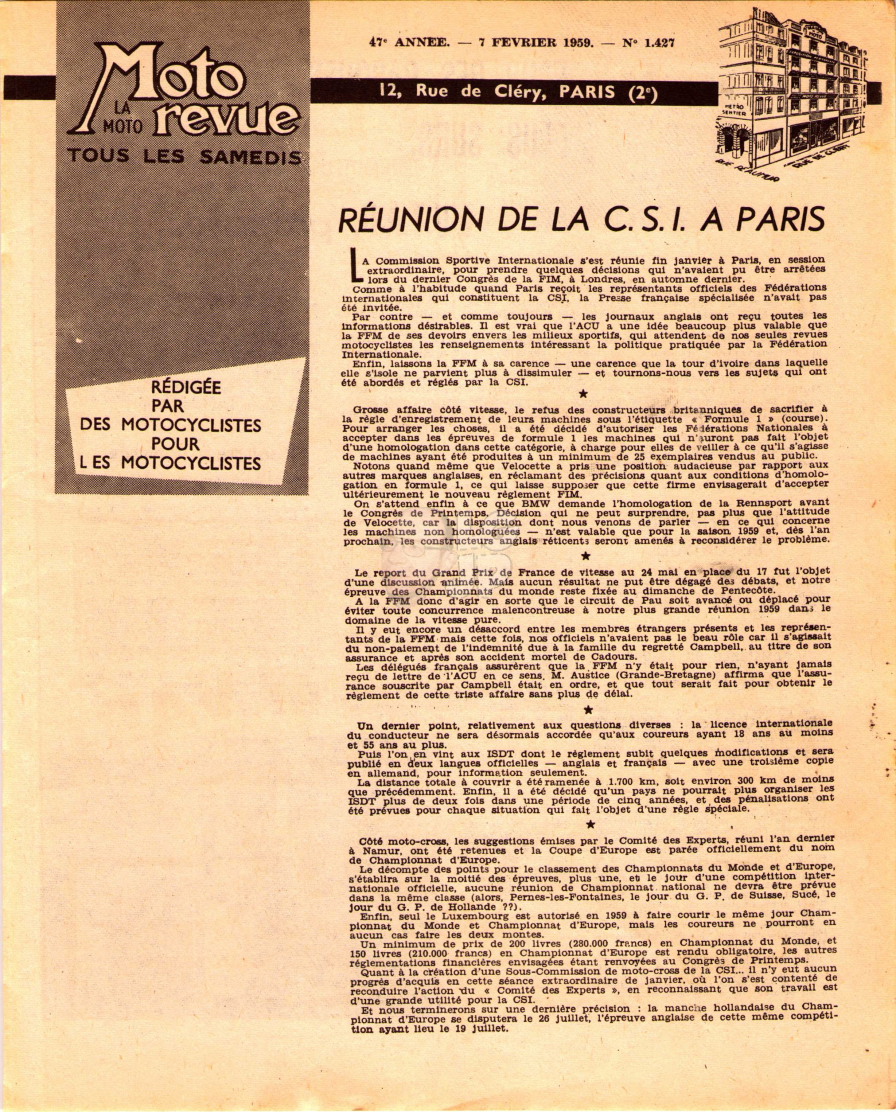 47e ANNEE. — 7 FEVRIER 1959. — No 1.427
12, Rue de Cléry, PARIS (2e)
Moto
LA
MOTO
revue
TOUS LES SAMEDIS
METRO
SENTIER
RUE REAUMUR
RUE DE CLERY
RÉDIGÉE
PAR
DES MOTOCYCLISTES
POUR
LES MOTOCYCLISTES
RÉUNION DE LA C.S.I. A PARIS
LA Commission Sportive Internationale s'est réunie fin janvier à Paris, en session
extraordinaire, pour prendre quelques décisions qui n'avaient pu être arrêtées
lors du dernier Congrès de la FIM, à Londres, en automne dernier.
Comme à l'habitude quand Paris reçoit les représentants officiels des Fédérations
internationales qui constituent la CSI, la Presse française spécialisée n'avait pas
été invitée.
Par contre — et comme toujours — les journaux anglais ont reçu toutes les
informations désirables. Il est vrai que l'ACU a une idée beaucoup plus valable que
la FFM de ses devoirs envers les milieux sportifs, qui attendent de nos seules revues
motocyclistes les renseignements intéressant la politique pratiquée par la Fédération
Internationale.
Enfin, laissons la FFM à sa carence — une carence que la tour d'ivoire dans laquelle
elle s'isole ne parvient plus à dissimuler — et tournons-nous vers les sujets qui ont
été abordés et réglés par la CSI.
★
Grosse affaire côté vitesse, le refus des constructeurs britanniques de sacrifier à
la règle d'enregistrement de leurs machines sous l'étiquette « Formule 1 » (course).
Pour arranger les choses, il a été décidé d'autoriser les Fédérations Nationales à
accepter dans les épreuves de formule 1 les machines qui n'auront pas fait l'objet
d'une homologation dans cette catégorie, à charge pour elles de veiller à ce qu'il s'agisse
de machines ayant été produites à un minimum de 25 exemplaires vendus au public.
Notons quand même que Velocette a pris une position audacieuse par rapport aux
autres marques anglaises, en réclamant des précisions quant aux conditions d'homolo-
gation en formule 1, ce qui laisse supposer que cette firme envisagerait d'accepter
ultérieurement le nouveau règlement FIM.
On s'attend enfin à ce que BMW demande l'homologation de la Rennsport avant
le Congrès de Printemps. Décision qui ne peut surprendre, pas plus que l'attitude
de Velocette, car la disposition dont nous venons de parler — en ce qui concerne
les machines non homologuées — n'est valable que pour la saison 1959 et, dès l'an
prochain, les constructeurs anglais réticents seront amenés à reconsidérer le problème.
★
Le report du Grand Prix de France de vitesse au 24 mai en place du 17 fut l'objet
d'une discussion animée. Mais aucun résultat ne put être dégagé des débats, et notre
épreuve des Championnats du monde reste fixée au dimanche de Pentecôte.
A la FFM donc d'agir en sorte que le circuit de Pau soit avancé ou déplacé pour
éviter toute concurrence malencontreuse à notre plus grande réunion 1959 dans le
domaine de la vitesse pure.
Il y eut encore un désaccord entre les membres étrangers présents et les représen-
tants de la FFM mais cette fois, nos officiels n'avaient pas le beau rôle car il s'agissait
du non-paiement de l'indemnité due à la famille du regretté Campbell, au titre de son
assurance et après son accident mortel de Cadours.
Les délégués français assurèrent que la FFM n'y était pour rien, n'ayant jamais
reçu de lettre de l'ACU en ce sens. M. Austice (Grande-Bretagne) affirma que l'assu-
rance souscrite par Campbell était en ordre, et que tout serait fait pour obtenir le
règlement de cette triste affaire sans plus de délai.
★
Un dernier point, relativement aux questions diverses : la licence internationale
du conducteur ne sera désormais accordée qu'aux coureurs ayant 18 ans au moins
et 55 ans au plus.
Puis l'on en vint aux ISDT dont le règlement subit quelques modifications et sera
publié en deux langues officielles — anglais et français — avec une troisième copie
en allemand, pour information seulement.
La distance totale à couvrir a été ramenée à 1.700 km, soit environ 300 km de moins
que précédemment. Enfin, il a été décidé qu'un pays ne pourrait plus organiser les
ISDT plus de deux fois dans une période de cinq années, et des pénalisations ont
été prévues pour chaque situation qui fait l'objet d'une règle spéciale.
★
Côté moto-cross, les suggestions émises par le Comité des Experts, réuni l'an dernier
à Namur, ont été retenues et la Coupe d'Europe est parée officiellement du nom
de Championnat d'Europe.
Le décompte des points pour le classement des Championnats du Monde et d'Europe,
s'établira sur la moitié des épreuves, plus une, et le jour d'une compétition inter-
nationale officielle, aucune réunion de Championnat national ne devra être prévue
dans la même classe (alors, Pernes-les-Fontaines, le jour du G. P. de Suisse, Sucé, le
jour du G. P. de Hollande ??).
Enfin, seul le Luxembourg est autorisé en 1959 à faire courir le même jour Cham-
pionnat du Monde et Championnat d'Europe, mais les coureurs ne pourront en
aucun cas faire les deux montes.
Un minimum de prix de 200 livres (280.000 francs) en Championnat du Monde, et
150 livres (210.000 francs) en Championnat d'Europe est rendu obligatoire, les autres
réglementations financières envisagées étant renvoyées au Congrès de Printemps.
Quant à la création d'une Sous-Commission de moto-cross de la CSI... il n'y eut aucun
progrès d'acquis en cette séance extraordinaire de janvier, où l'on s'est contenté de
reconduire l'action du « Comité des Experts », en reconnaissant que son travail est
d'une grande utilité pour la CSI.
Et nous terminerons sur une dernière précision : la manche hollandaise du Cham-
pionnat d'Europe se disputera le 26 juillet, l'épreuve anglaise de cette même compéti-
tion ayant lieu le 19 juillet.